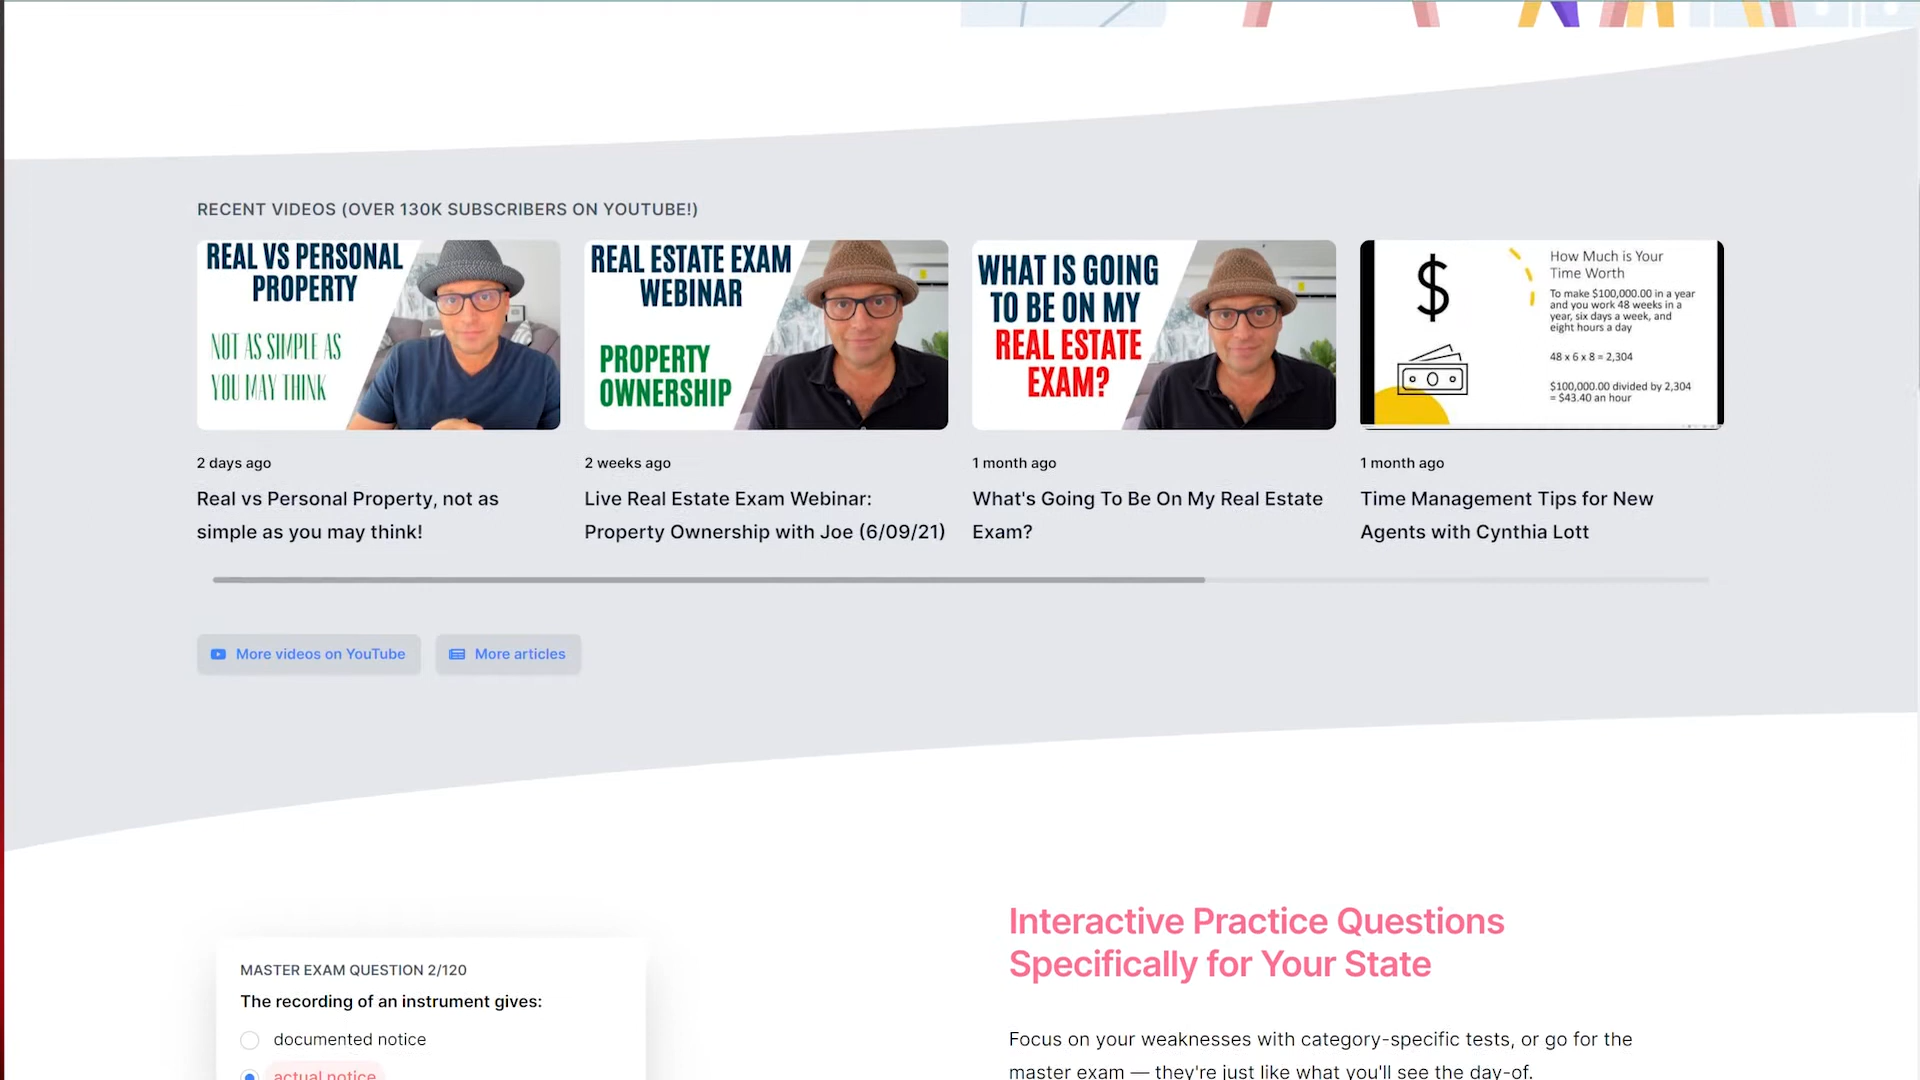 RECENT VIDEOS (OVER 130K SUBSCRIBERS ON YOUTUBE!)
REAL VS PERSONAL
PROPERTY
NOT AS SIMPLE AS
YOU MAY THINK
2 days ago
Real vs Personal Property, not as
simple as you may think!
REAL ESTATE EXAM
WEBINAR
PROPERTY
OWNERSHIP
2 weeks ago
Live Real Estate Exam Webinar:
Property Ownership with Joe (6/09/21)
WHAT IS GOING
TO BE ON MY
REAL ESTATE
EXAM?
1 month ago
What's Going To Be On My Real Estate
Exam?
$
How Much is Your
Time Worth
To make $100,000.00 in a year
and you work 48 weeks in a
year, six days a week, and
eight hours a day
48 x 6 x 8 = 2,304
$100,000.00 divided by 2,304
= $43.40 an hour
1 month ago
Time Management Tips for New
Agents with Cynthia Lott
More videos on YouTube
More articles
MASTER EXAM QUESTION 2/120
The recording of an instrument gives:
documented notice
actual notice
Interactive Practice Questions
Specifically for Your State
Focus on your weaknesses with category-specific tests, or go for the
master exam — they're just like what you'll see the day-of.